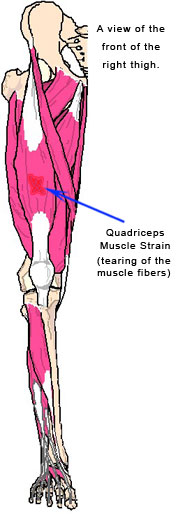 A view of the
front of the
right thigh.
Quadriceps
Muscle Strain
(tearing of the
muscle fibers)